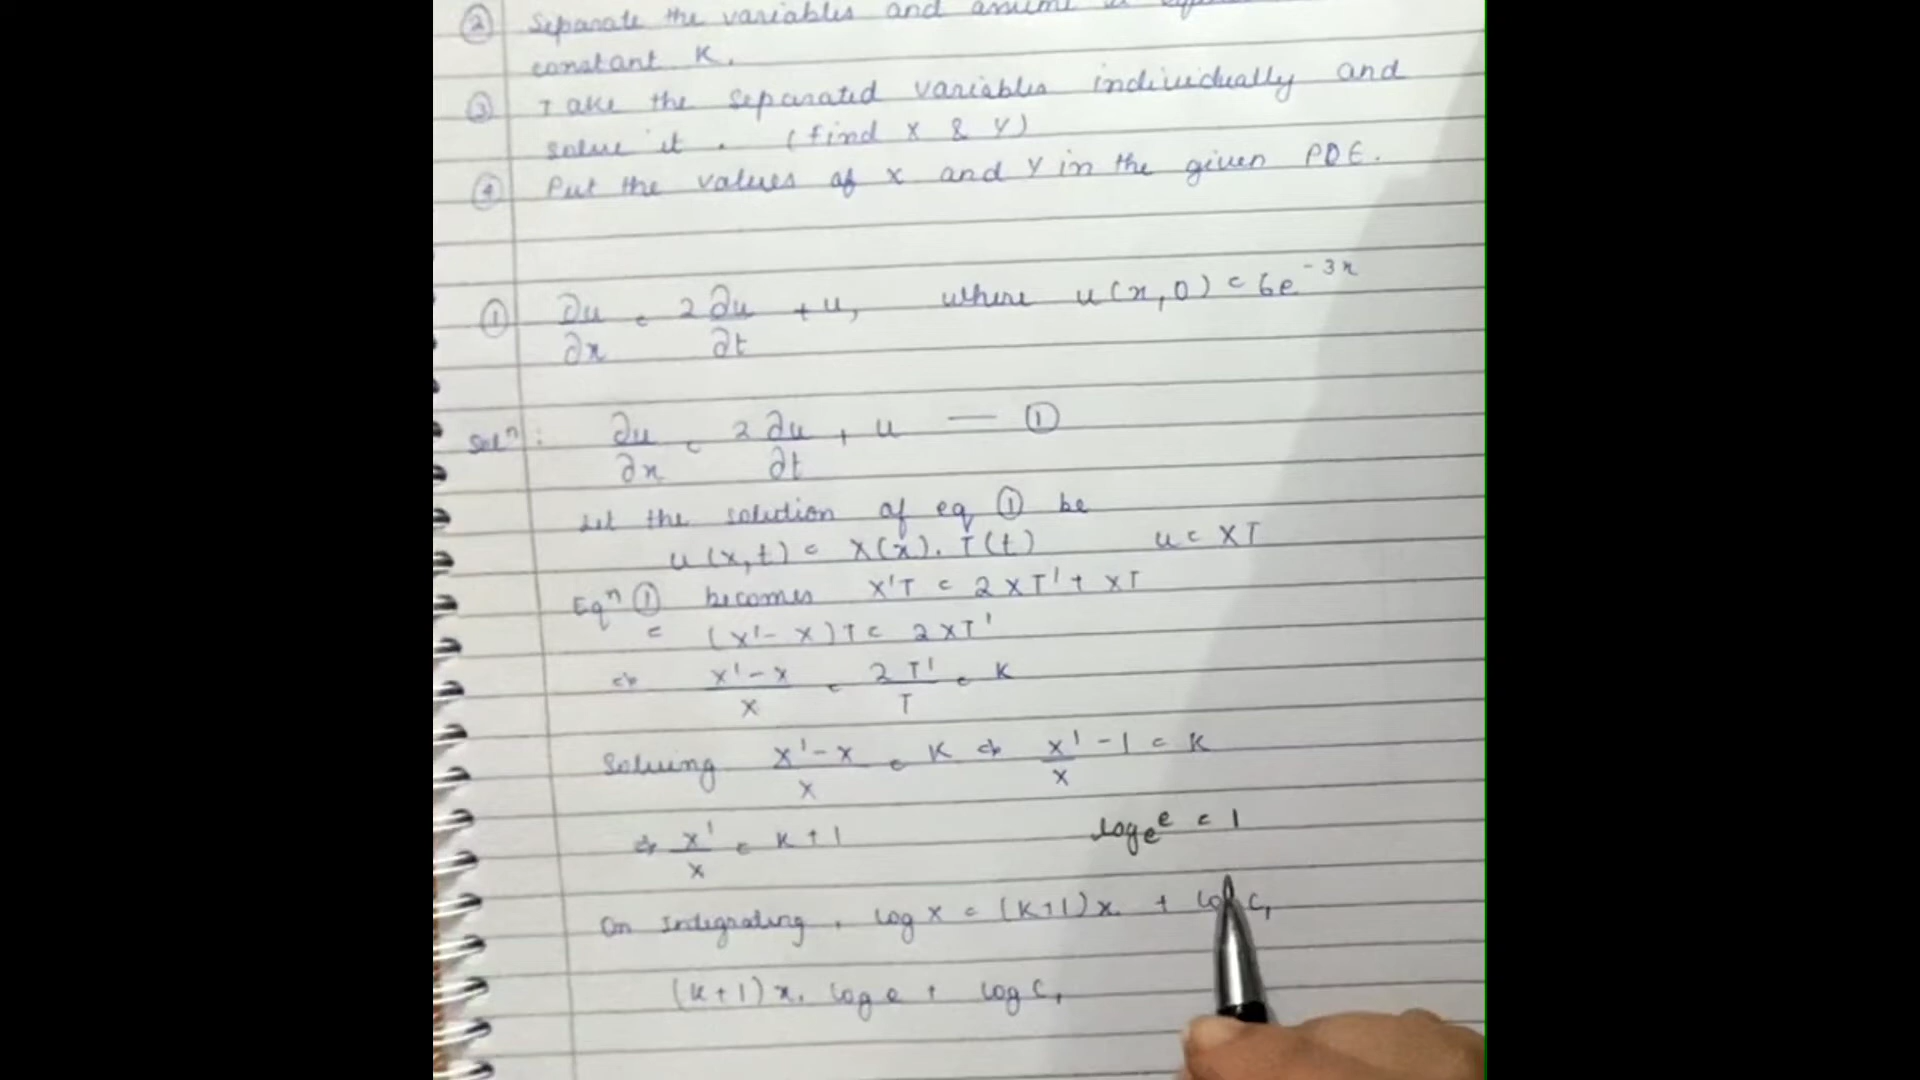 ② Separate the variables and assume
constant K.
③ Take the separated variables individually and
solve it. (find X & Y)
④ Put the values of X and Y in the given PDE.
① ∂u/∂x = 2 ∂u/∂t + u, where u(x,0) = 6e^-3x
Solⁿ: ∂u/∂x = 2 ∂u/∂t + u — ①
Let the solution of eq ① be
u(x,t) = X(x). T(t) u = XT
Eqⁿ ① becomes X'T = 2XT' + XT
= (X'-X)T = 2XT'
⇒ X'-X/X = 2T'/T = K
Solving X'-X/X = K ⇒ X'/X - 1 = K
⇒ X'/X = K+1
log_e e = 1
On Integrating, log X = (K+1)x. + log C₁
(K+1)x. log e + log C₁